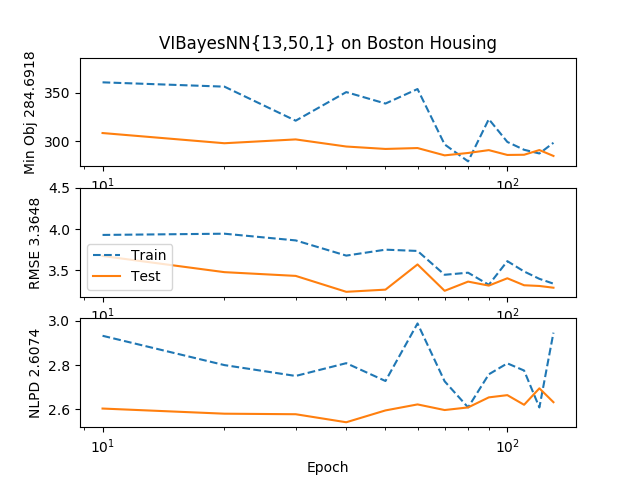 VIBayesNN{13,50,1} on Boston Housing
Min Obj 284.6918
350
300
10¹
10²
RMSE 3.3648
4.5
4.0
3.5
Train
Test
10¹
10²
NLPD 2.6074
3.0
2.8
2.6
10¹
10²
Epoch